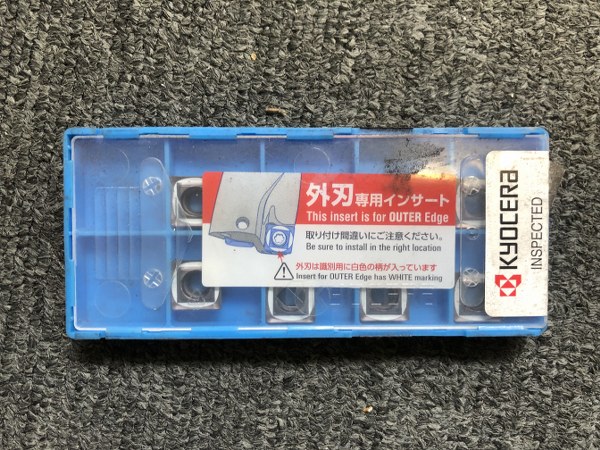 外刃専用インサート
This insert is for OUTER Edge
取り付け間違いにご注意ください。
Be sure to install in the right location
外刃は識別用に白色の柄が入っています
Insert for OUTER Edge has WHITE marking
KYOCERA
INSPECTED